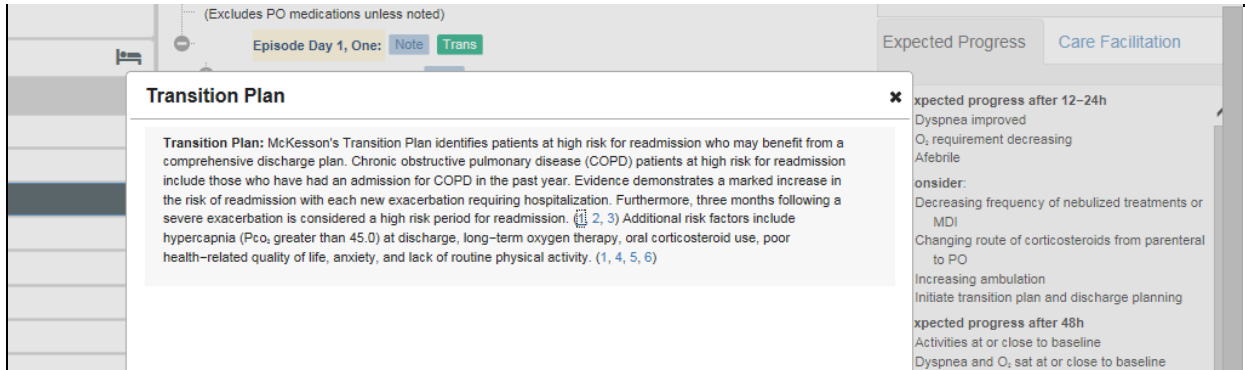 (Excludes PO medications unless noted)
Episode Day 1, One: Note Trans
Expected Progress Care Facilitation
Transition Plan
Transition Plan: McKesson's Transition Plan identifies patients at high risk for readmission who may benefit from a
comprehensive discharge plan. Chronic obstructive pulmonary disease (COPD) patients at high risk for readmission
include those who have had an admission for COPD in the past year. Evidence demonstrates a marked increase in
the risk of readmission with each new exacerbation requiring hospitalization. Furthermore, three months following a
severe exacerbation is considered a high risk period for readmission. (1, 2, 3) Additional risk factors include
hypercapnia (Pco₂ greater than 45.0) at discharge, long-term oxygen therapy, oral corticosteroid use, poor
health-related quality of life, anxiety, and lack of routine physical activity. (1, 4, 5, 6)
xpected progress after 12-24h
Dyspnea improved
O₂ requirement decreasing
Afebrile
onsider:
Decreasing frequency of nebulized treatments or
MDI
Changing route of corticosteroids from parenteral
to PO
Increasing ambulation
Initiate transition plan and discharge planning
xpected progress after 48h
Activities at or close to baseline
Dyspnea and O₂ sat at or close to baseline